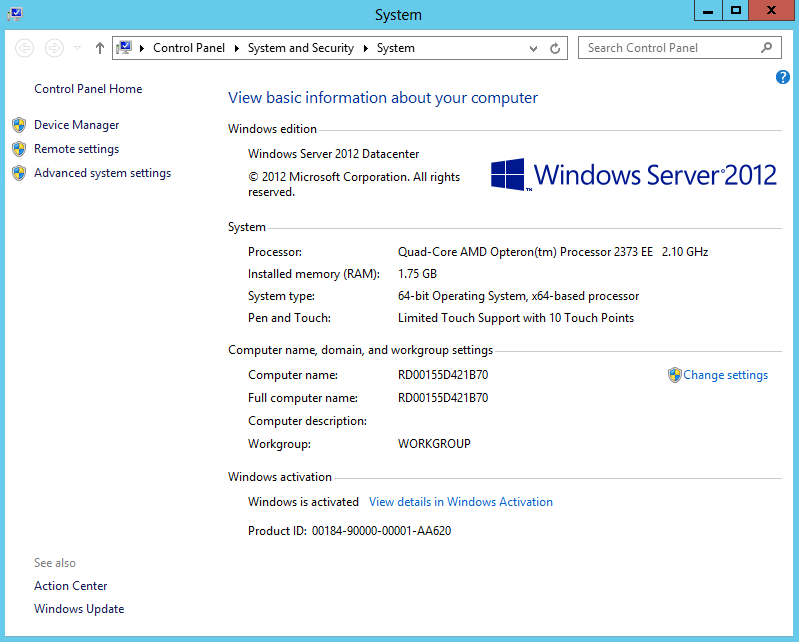 System
Control Panel System and Security System
Search Control Panel
Control Panel Home
Device Manager
Remote settings
Advanced system settings
View basic information about your computer
Windows edition
Windows Server 2012 Datacenter
© 2012 Microsoft Corporation. All rights
reserved.
Windows Server 2012
System
Processor: Quad-Core AMD Opteron(tm) Processor 2373 EE 2.10 GHz
Installed memory (RAM): 1.75 GB
System type: 64-bit Operating System, x64-based processor
Pen and Touch: Limited Touch Support with 10 Touch Points
Computer name, domain, and workgroup settings
Computer name: RD00155D421B70 Change settings
Full computer name: RD00155D421B70
Computer description:
Workgroup: WORKGROUP
Windows activation
Windows is activated View details in Windows Activation
Product ID: 00184-90000-00001-AA620
See also
Action Center
Windows Update